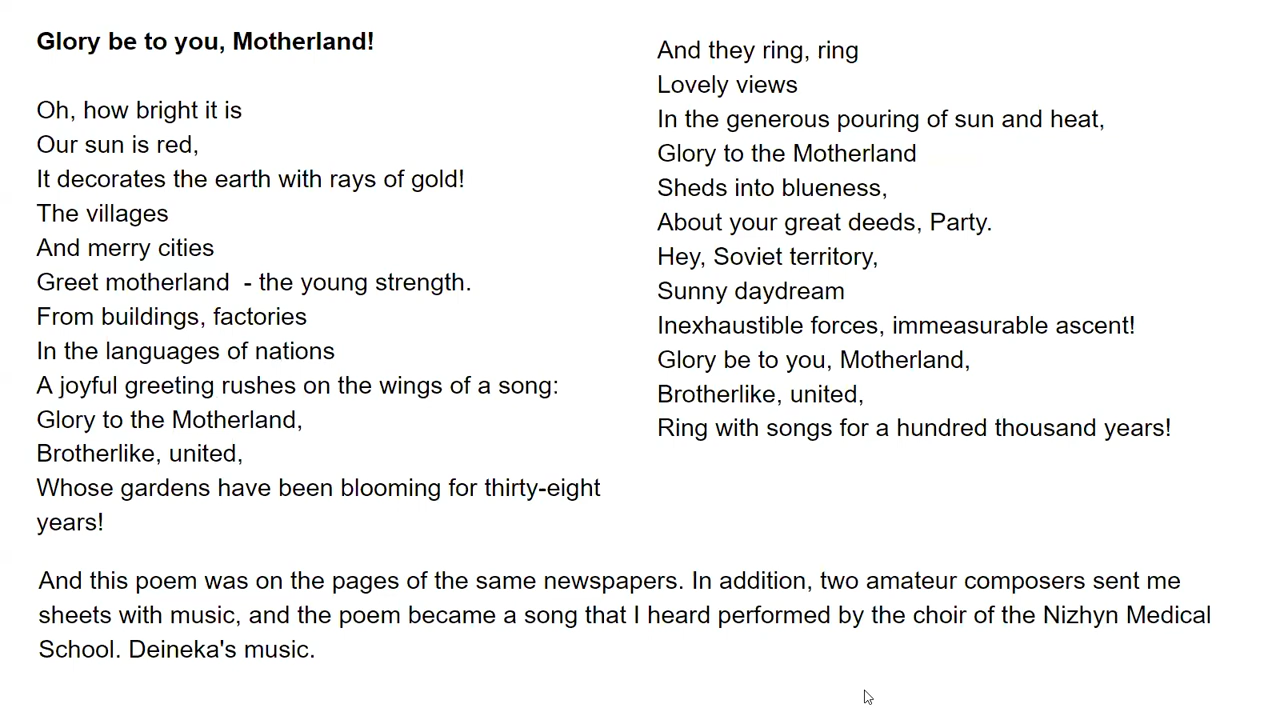 Glory be to you, Motherland!
Oh, how bright it is
Our sun is red,
It decorates the earth with rays of gold!
The villages
And merry cities
Greet motherland  - the young strength.
From buildings, factories
In the languages of nations
A joyful greeting rushes on the wings of a song:
Glory to the Motherland,
Brotherlike, united,
Whose gardens have been blooming for thirty-eight
years!
And they ring, ring
Lovely views
In the generous pouring of sun and heat,
Glory to the Motherland
Sheds into blueness,
About your great deeds, Party.
Hey, Soviet territory,
Sunny daydream
Inexhaustible forces, immeasurable ascent!
Glory be to you, Motherland,
Brotherlike, united,
Ring with songs for a hundred thousand years!
And this poem was on the pages of the same newspapers. In addition, two amateur composers sent me
sheets with music, and the poem became a song that I heard performed by the choir of the Nizhyn Medical
School. Deineka's music.